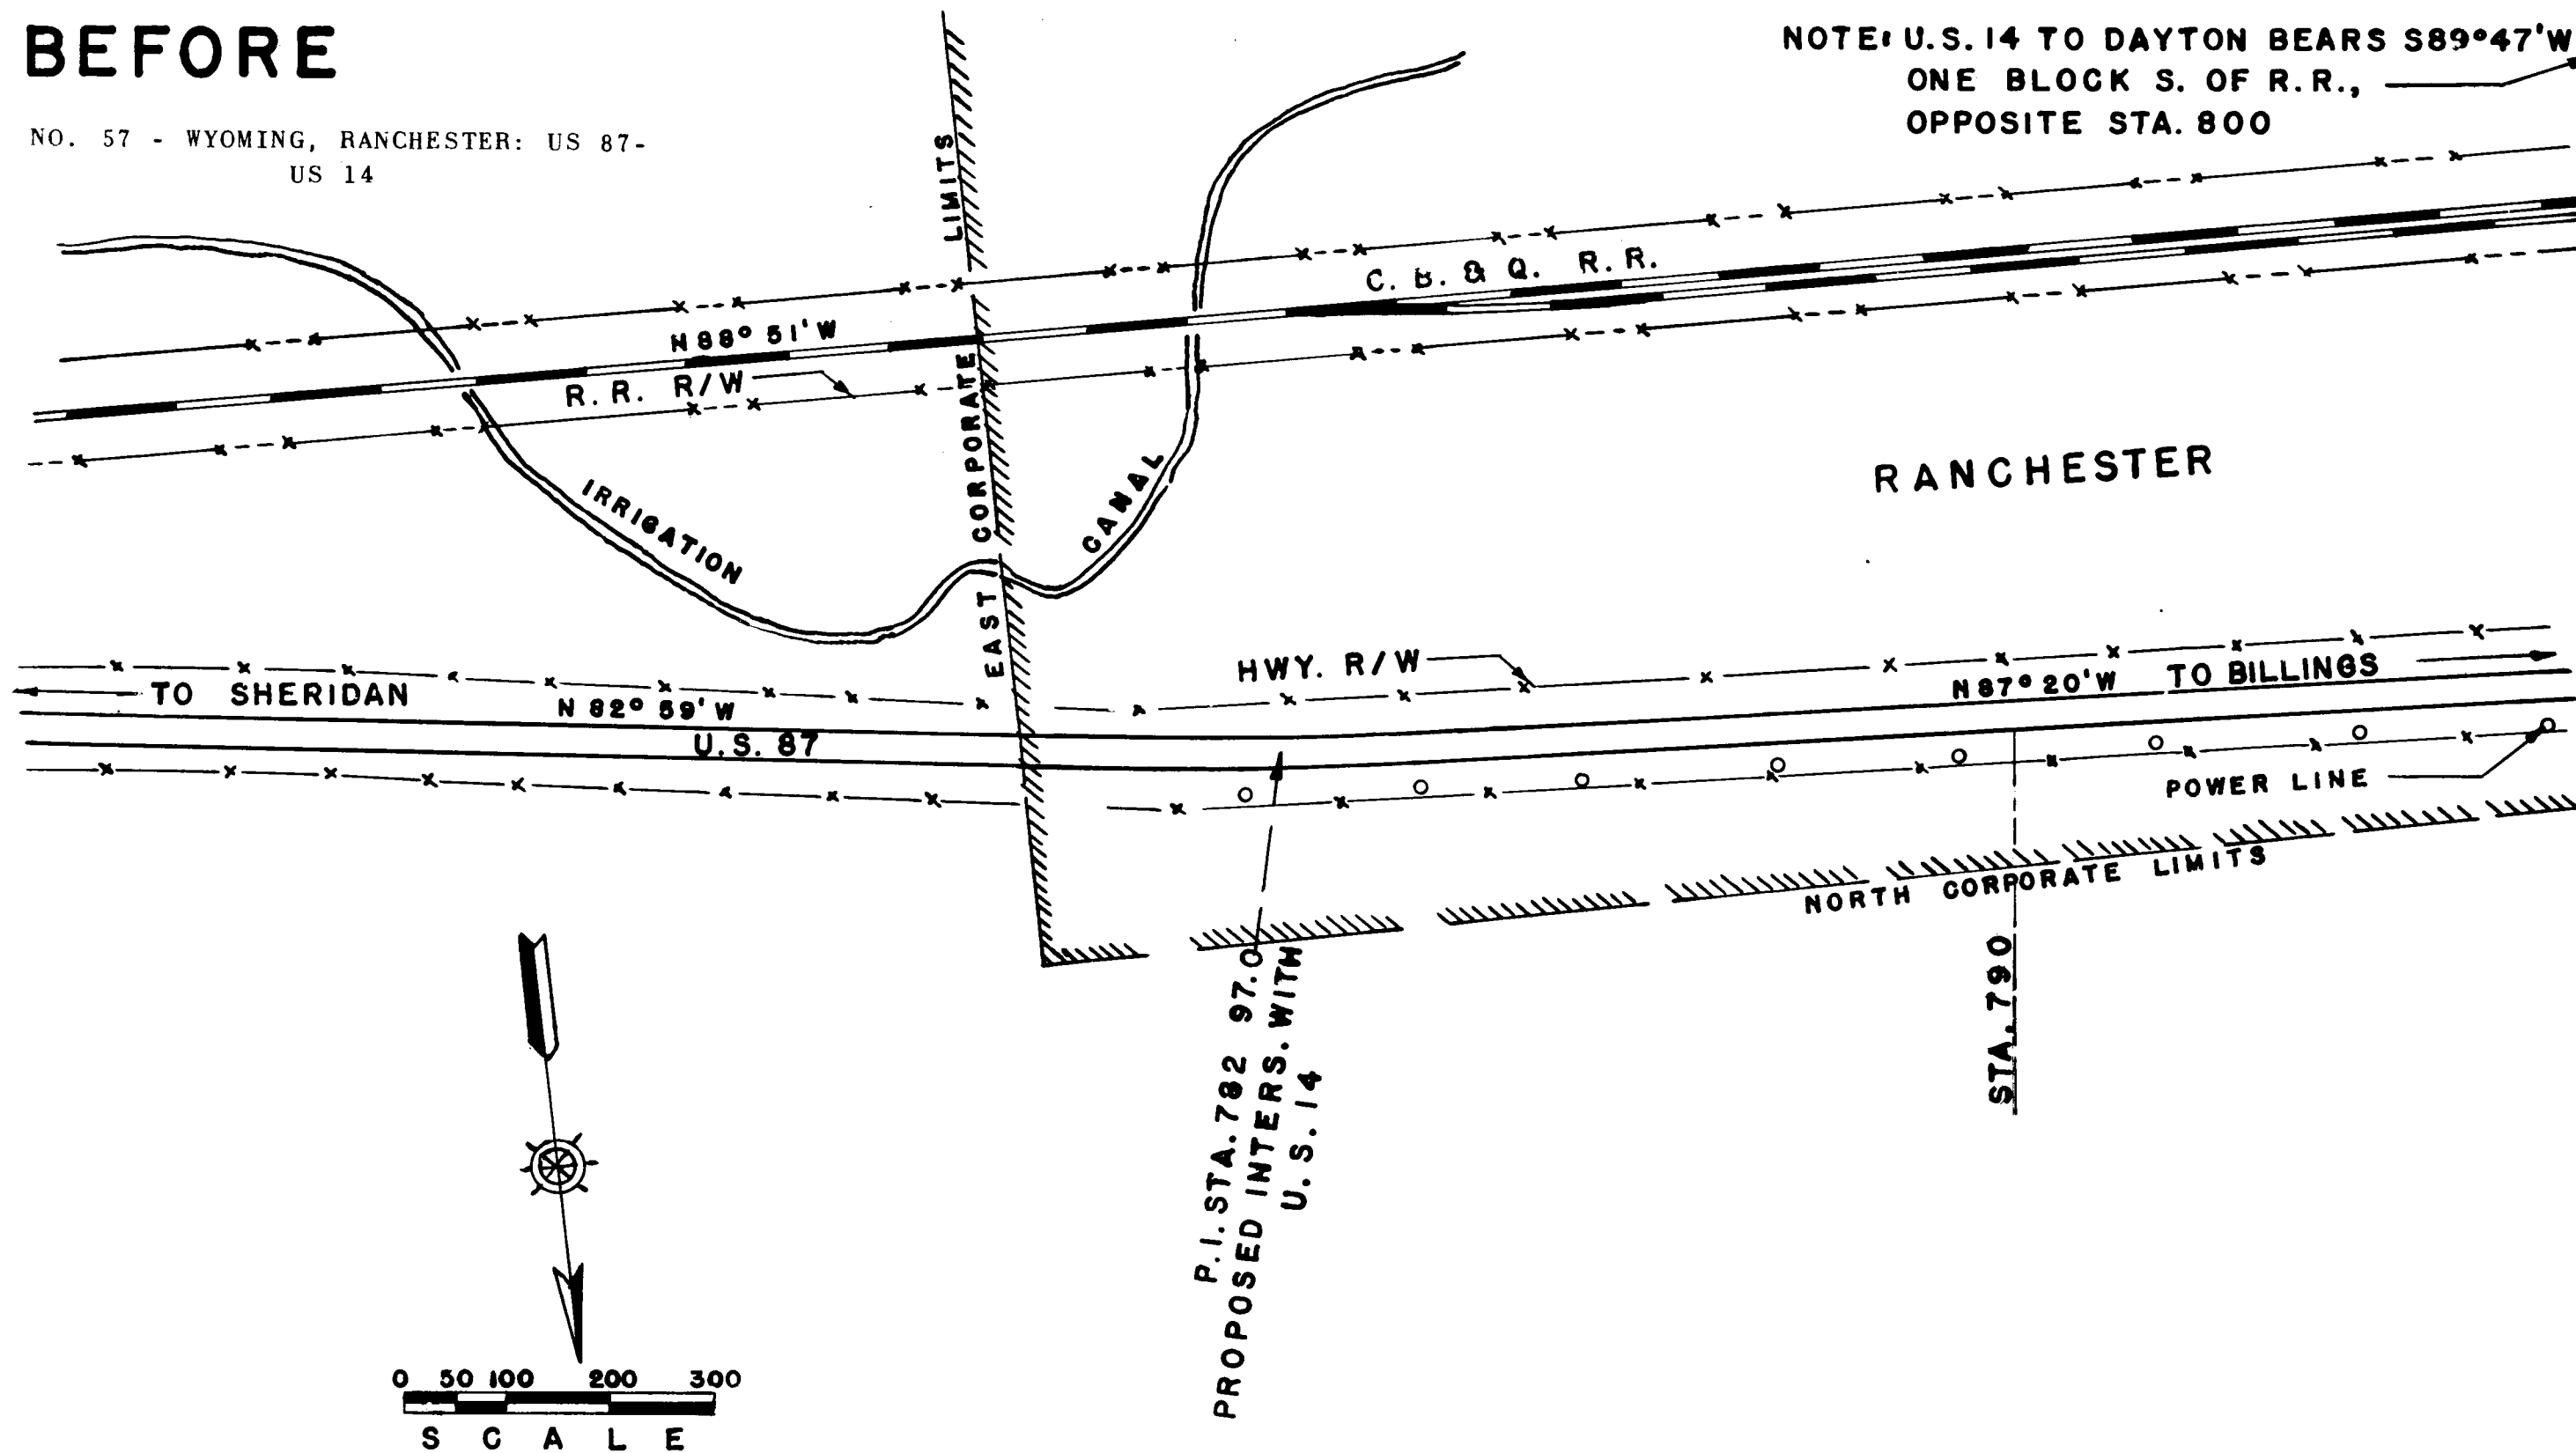 BEFORE
NO. 57 - WYOMING, RANCHESTER: US 87-
US 14
NOTE: U.S. 14 TO DAYTON BEARS S89°47'W
ONE BLOCK S. OF R.R.,
OPPOSITE STA. 800
EAST CORPORATE LIMITS
C. B. & Q. R.R.
N 88° 51' W
R. R. R/W
IRRIGATION CANAL
RANCHESTER
HWY. R/W
TO SHERIDAN
N 82° 59' W
U.S. 87
N 87° 20' W
TO BILLINGS
POWER LINE
NORTH CORPORATE LIMITS
P.I. STA. 782 97.0
PROPOSED INTERS. WITH
U.S. 14
STA. 790
0 50 100 200 300
SCALE